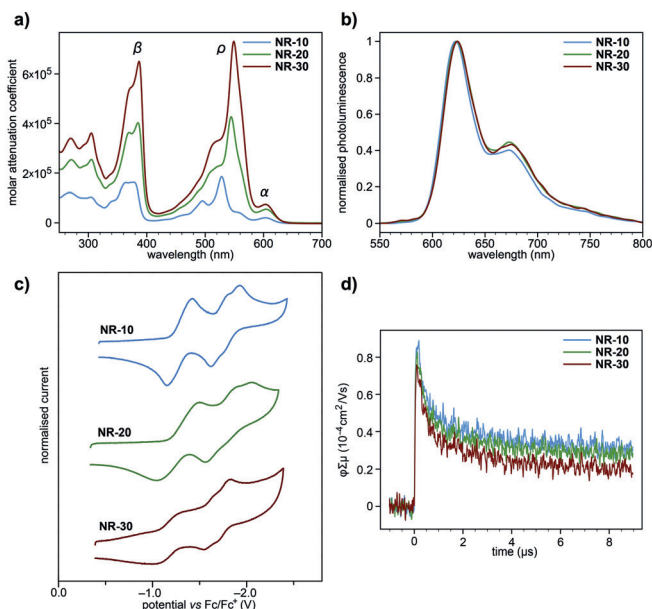 a)
β
ρ
α
NR-10
NR-20
NR-30
molar attenuation coefficient
6x10⁵
4x10⁵
2x10⁵
0
300
400
500
600
700
wavelength (nm)
b)
NR-10
NR-20
NR-30
normalised photoluminescence
1
0.8
0.6
0.4
0.2
0
550
600
650
700
750
800
wavelength (nm)
c)
NR-10
NR-20
NR-30
normalised current
0.0
-1.0
-2.0
potential vs Fc/Fc⁺ (V)
d)
NR-10
NR-20
NR-30
φΣμ (10⁻⁴cm²/Vs)
0.8
0.6
0.4
0.2
0
0
2
4
6
8
time (μs)